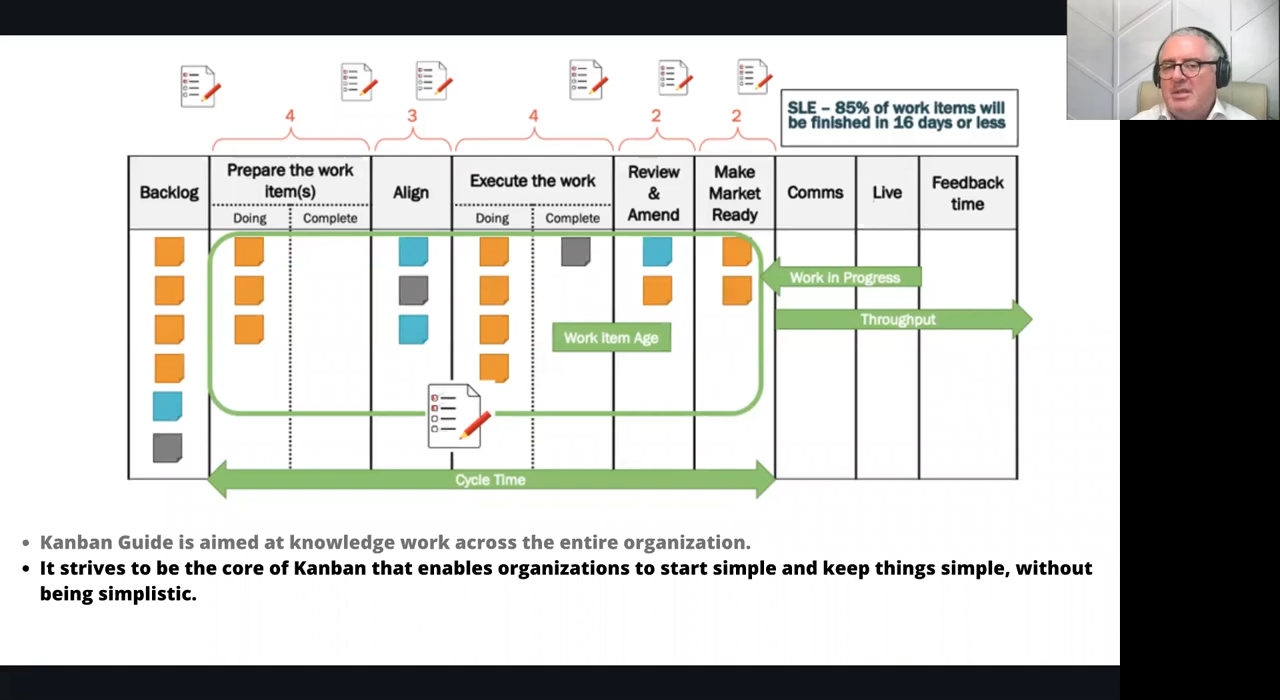 4
3
4
2
2
SLE – 85% of work items will
be finished in 16 days or less
Backlog
Prepare the work
item(s)
Doing
Complete
Align
Execute the work
Doing
Complete
Review
&
Amend
Make
Market
Ready
Comms
Live
Feedback
time
Work in Progress
Throughput
Work Item Age
Cycle Time
• Kanban Guide is aimed at knowledge work across the entire organization.
• It strives to be the core of Kanban that enables organizations to start simple and keep things simple, without
being simplistic.